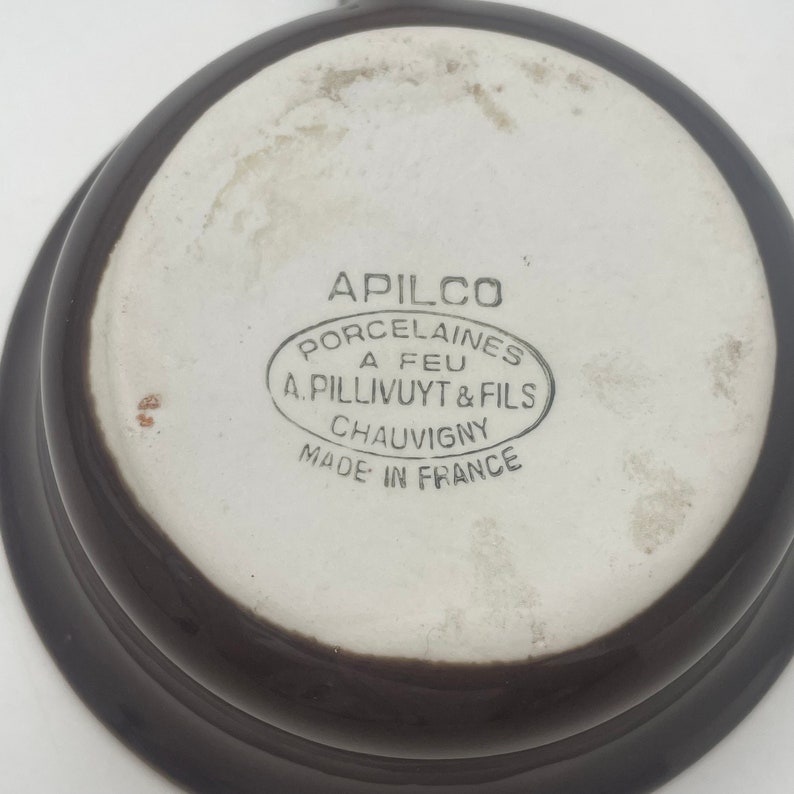 APILCO
PORCELAINES
A FEU
A. PILLIVUYT & FILS
CHAUVIGNY
MADE IN FRANCE